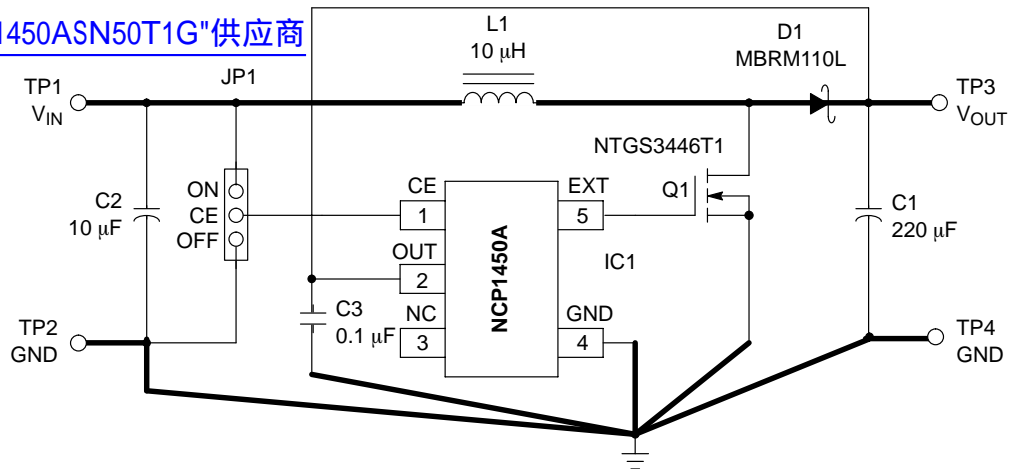 1450ASN50T1G"供应商
L1
10 μH
D1
MBRM110L
JP1
TP1
VIN
TP3
VOUT
NTGS3446T1
C2
10 μF
ON
CE
OFF
CE
1
EXT
5
Q1
C1
220 μF
OUT
2
NCP1450A
IC1
C3
0.1 μF
NC
3
GND
4
TP2
GND
TP4
GND